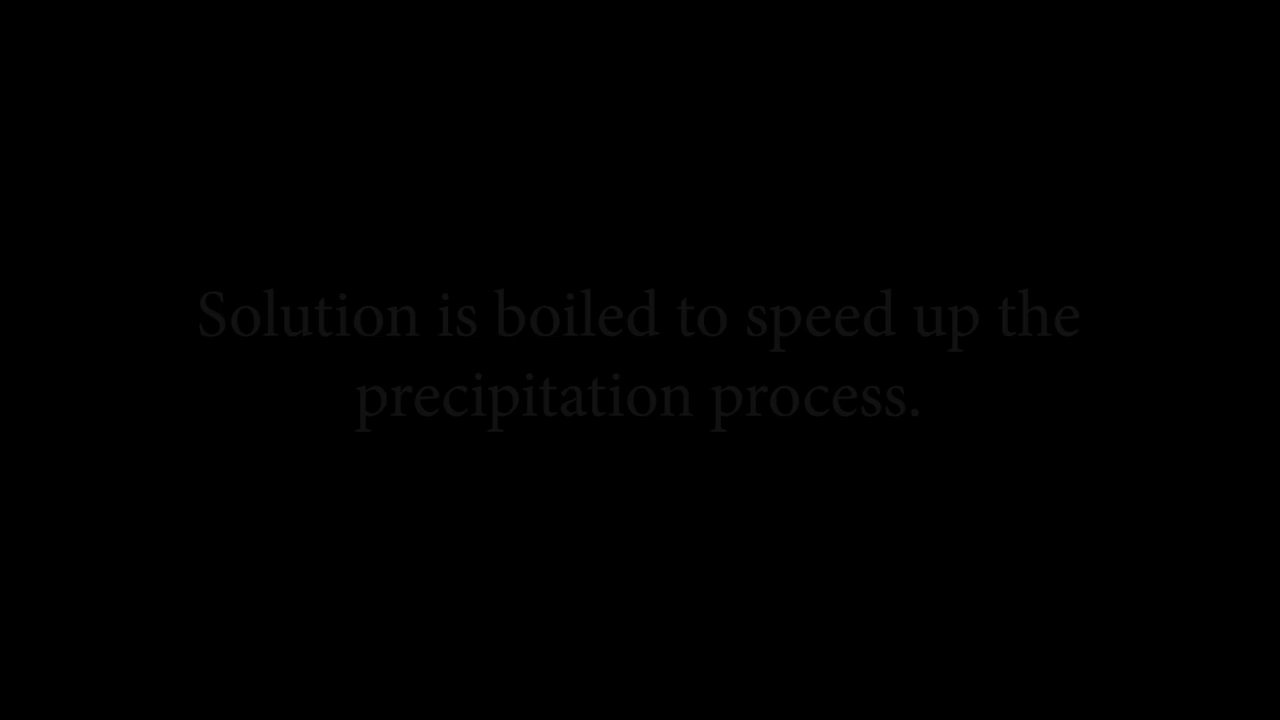 Solution is boiled to speed up the
precipitation process.